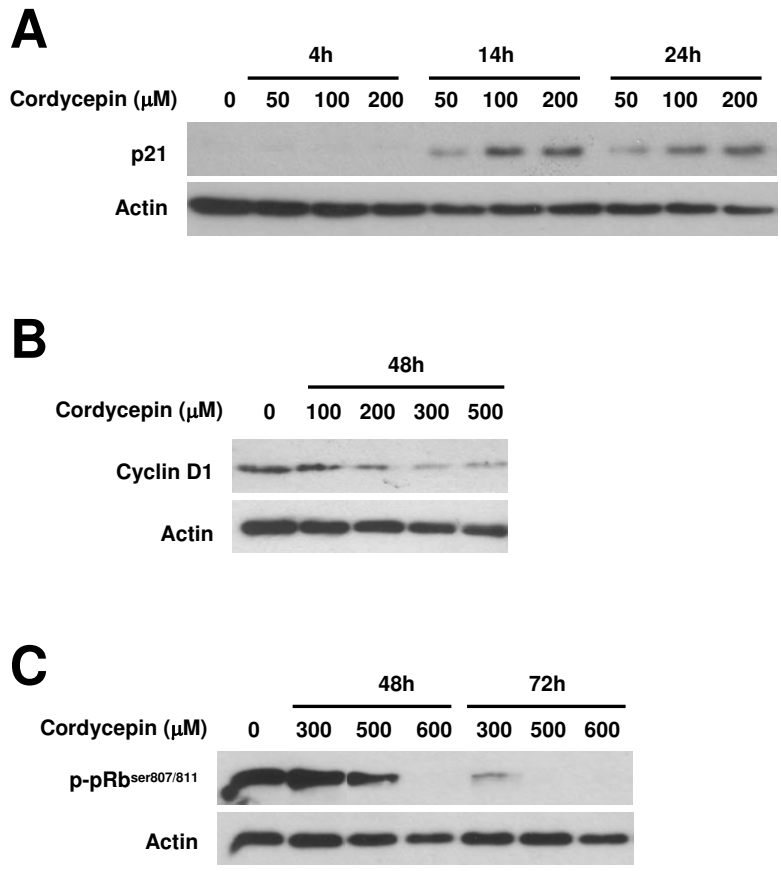 A
4h 14h 24h
Cordycepin (μM) 0 50 100 200 50 100 200 50 100 200
p21
Actin
B
48h
Cordycepin (μM) 0 100 200 300 500
Cyclin D1
Actin
C
48h 72h
Cordycepin (μM) 0 300 500 600 300 500 600
p-pRbser807/811
Actin